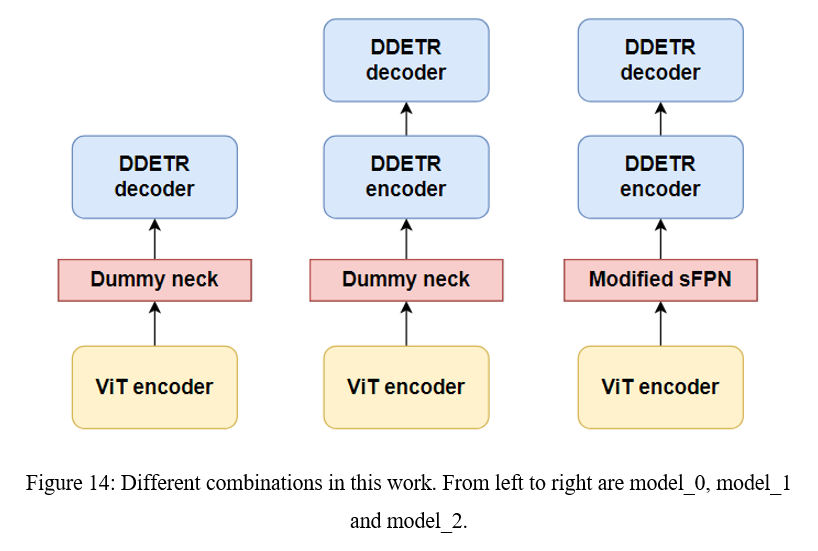 DDETR
decoder
DDETR
decoder
DDETR
decoder
DDETR
encoder
DDETR
encoder
Dummy neck
Dummy neck
Modified sFPN
ViT encoder
ViT encoder
ViT encoder
Figure 14: Different combinations in this work. From left to right are model_0, model_1
and model_2.